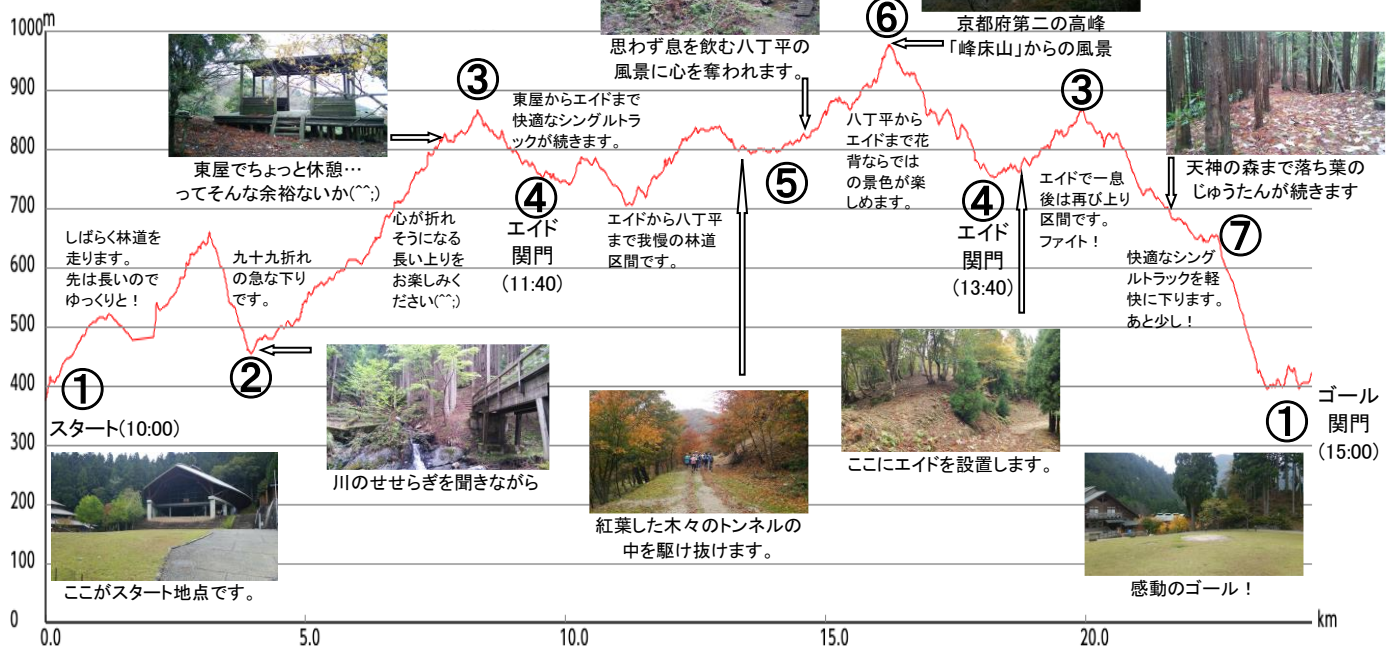 1000m
900
800
700
600
500
400
300
200
100
0
0.0
5.0
10.0
15.0
20.0
km
①
スタート(10:00)
ここがスタート地点です。
しばらく林道を
走ります。
先は長いので
ゆっくりと！
九十九折れ
の急な下り
です。
②
川のせせらぎを聞きながら
心が折れ
そうになる
長い上りを
お楽しみく
ださい(^^;)
東屋でちょっと休憩…
ってそんな余裕ないか(^^;)
③
東屋からエイドまで
快適なシングルトラ
ックが続きます。
④
エイド
関門
(11:40)
エイドから八丁平
まで我慢の林道
区間です。
紅葉した木々のトンネルの
中を駆け抜けます。
⑤
思わず息を飲む八丁平の
風景に心を奪われます。
八丁平から
エイドまで花
背ならでは
の景色が楽
しめます。
⑥
京都府第二の高峰
「峰床山」からの風景
④
エイド
関門
(13:40)
ここにエイドを設置します。
エイドで一息
後は再び上り
区間です。
ファイト！
③
天神の森まで落ち葉の
じゅうたんが続きます
⑦
快適なシング
ルトラックを軽
快に下ります。
あと少し！
①
ゴール
関門
(15:00)
感動のゴール！